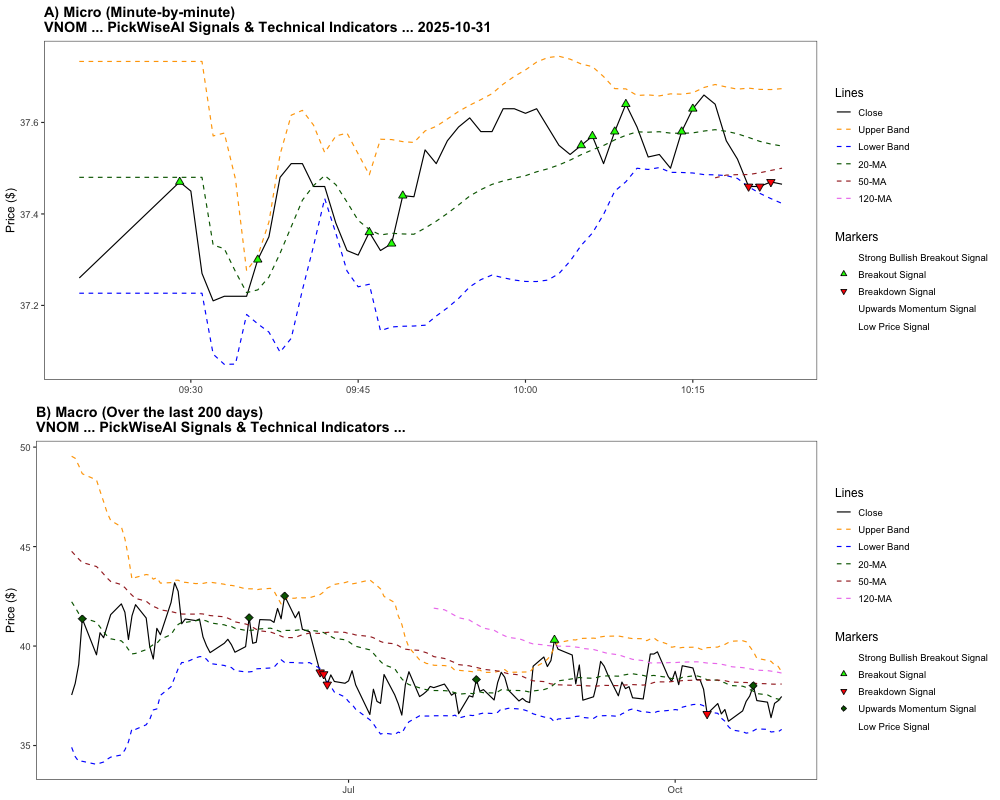 A) Micro (Minute-by-minute)
VNOM ... PickWiseAI Signals & Technical Indicators ... 2025-10-31
Price ($)
37.6
37.4
37.2
09:30
09:45
10:00
10:15
Lines
Close
Upper Band
Lower Band
20-MA
50-MA
120-MA
Markers
Strong Bullish Breakout Signal
Breakout Signal
Breakdown Signal
Upwards Momentum Signal
Low Price Signal
B) Macro (Over the last 200 days)
VNOM ... PickWiseAI Signals & Technical Indicators ...
Price ($)
50
45
40
35
Jul
Oct
Lines
Close
Upper Band
Lower Band
20-MA
50-MA
120-MA
Markers
Strong Bullish Breakout Signal
Breakout Signal
Breakdown Signal
Upwards Momentum Signal
Low Price Signal